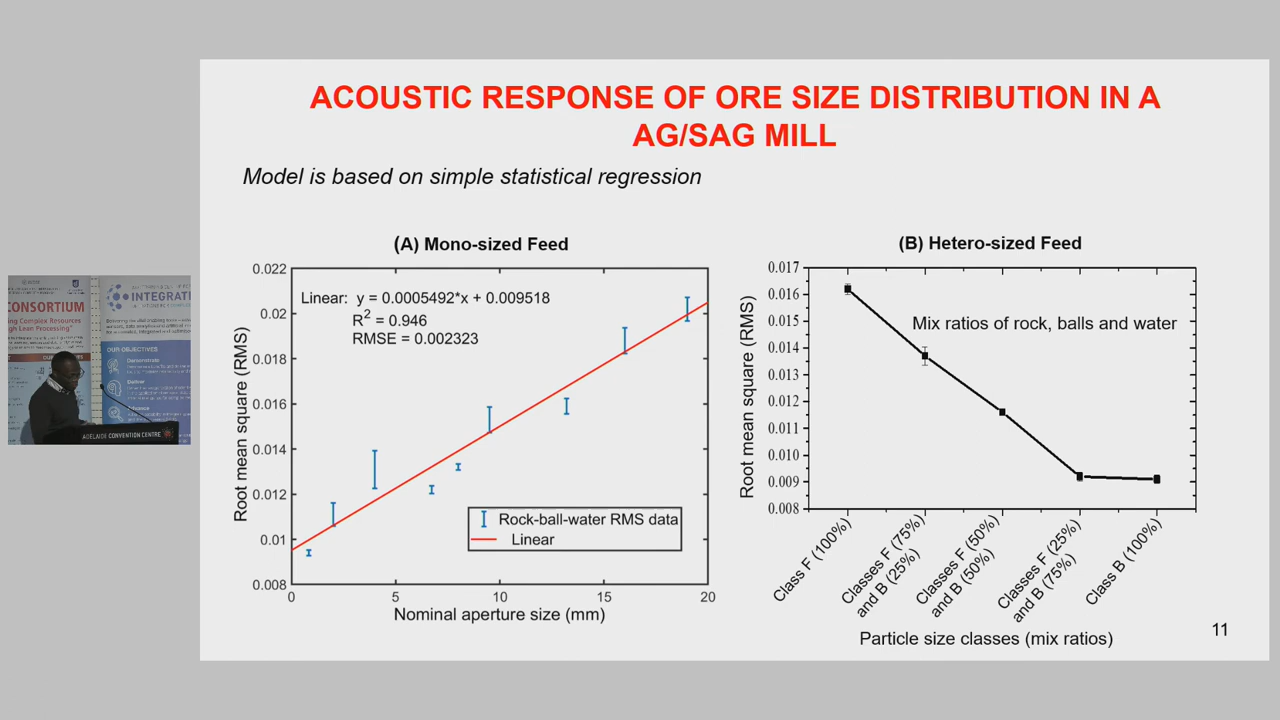 ACOUSTIC RESPONSE OF ORE SIZE DISTRIBUTION IN A
AG/SAG MILL
Model is based on simple statistical regression
(A) Mono-sized Feed
0.022
0.02
0.018
0.016
0.014
0.012
0.01
0.008
Root mean square (RMS)
Linear: y = 0.0005492*x + 0.009518
R2 = 0.946
RMSE = 0.002323
Rock-ball-water RMS data
Linear
0 5 10 15 20
Nominal aperture size (mm)
(B) Hetero-sized Feed
0.017
0.016
0.015
0.014
0.013
0.012
0.011
0.010
0.009
0.008
Root mean square (RMS)
Mix ratios of rock, balls and water
Class F (100%)
Classes F (75%)
and B (25%)
Classes F (50%)
and B (50%)
Classes F (25%)
and B (75%)
Class B (100%)
Particle size classes (mix ratios)
11
CONSORTIUM
INTEGRAT
OUR OBJECTIVES
Demonstrate
Deliver
Advance
ADELAIDE CONVENTION CENTRE